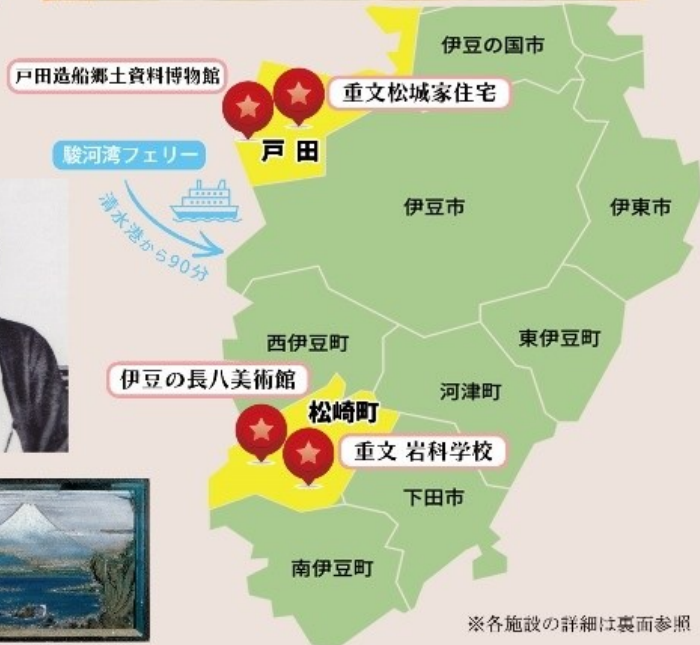 伊豆の国市
戸田造船郷土資料博物館
重文松城家住宅
戸田
駿河湾フェリー
清水港から90分
伊豆市
伊東市
西伊豆町
東伊豆町
伊豆の長八美術館
松崎町
河津町
重文 岩科学校
下田市
南伊豆町
※各施設の詳細は裏面参照